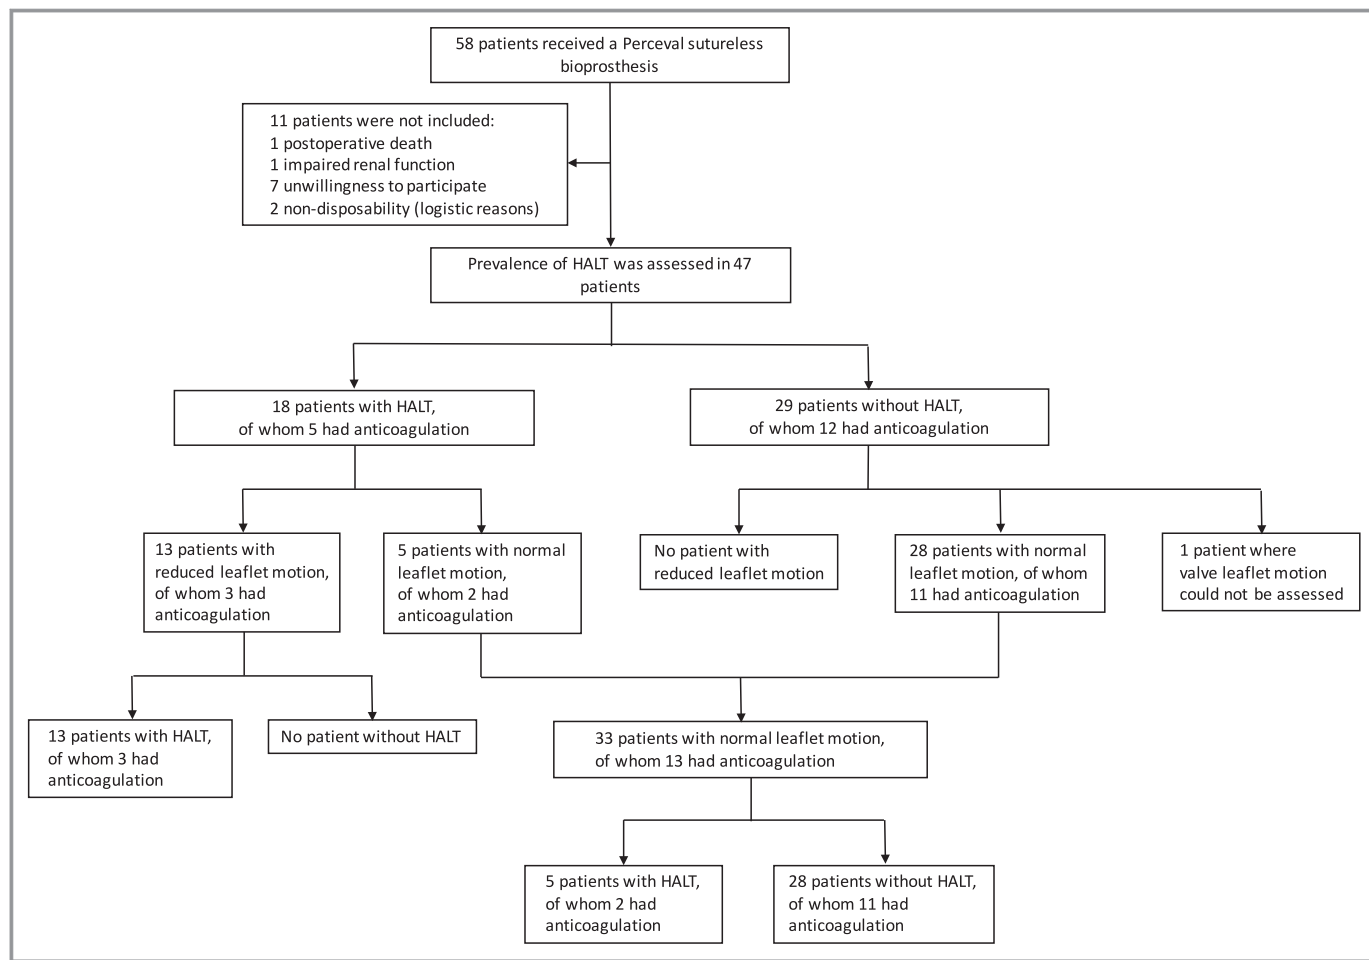 58 patients received a Perceval sutureless
bioprosthesis
11 patients were not included:
1 postoperative death
1 impaired renal function
7 unwillingness to participate
2 non-disposability (logistic reasons)
Prevalence of HALT was assessed in 47
patients
18 patients with HALT,
of whom 5 had anticoagulation
29 patients without HALT,
of whom 12 had anticoagulation
13 patients with
reduced leaflet motion,
of whom 3 had
anticoagulation
5 patients with normal
leaflet motion,
of whom 2 had
anticoagulation
No patient with
reduced leaflet motion
28 patients with normal
leaflet motion, of whom
11 had anticoagulation
1 patient where
valve leaflet motion
could not be assessed
13 patients with HALT,
of whom 3 had
anticoagulation
No patient without HALT
33 patients with normal leaflet motion,
of whom 13 had anticoagulation
5 patients with HALT,
of whom 2 had
anticoagulation
28 patients without HALT,
of whom 11 had
anticoagulation